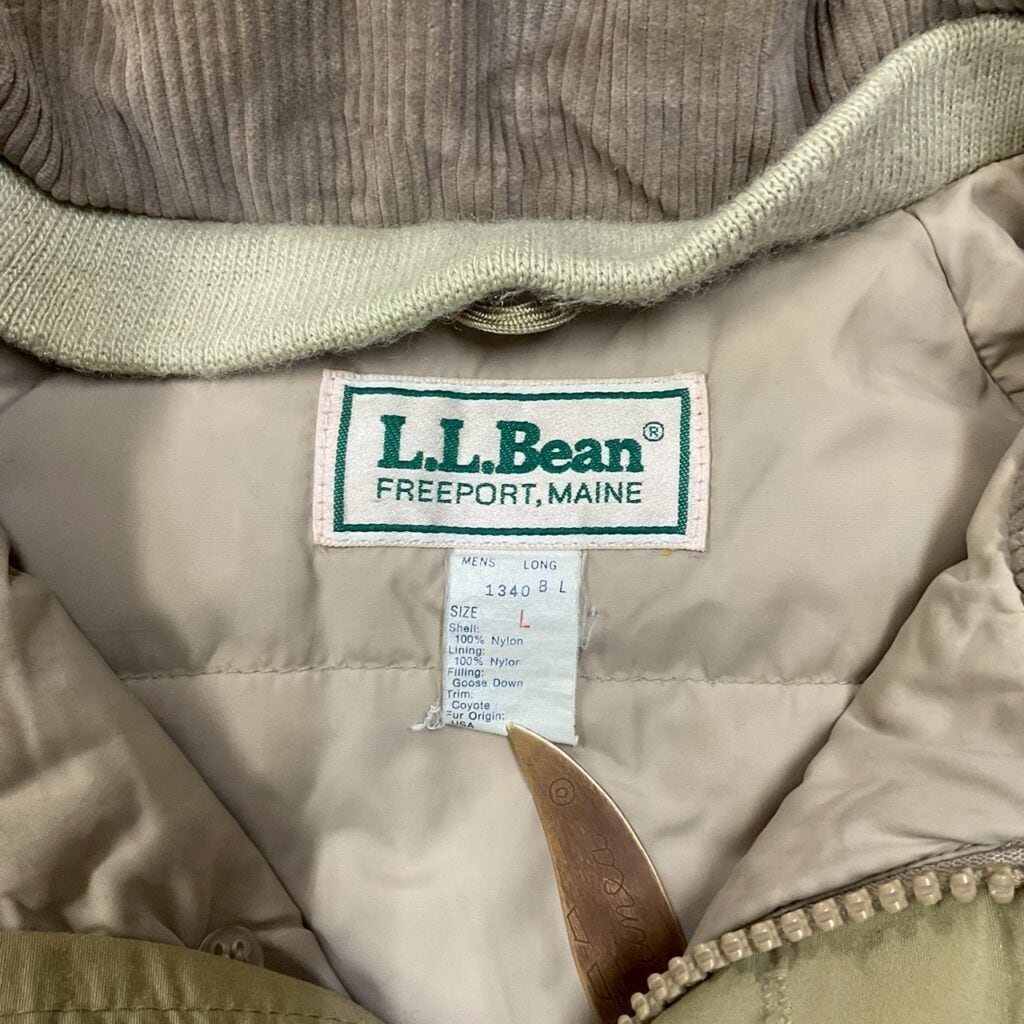 L.L.Bean®
FREEPORT, MAINE
MENS LONG
1340 B L
SIZE L
Shell:
100% Nylon
Lining:
100% Nylon
Filling:
Goose Down
Trim:
Coyote
Fur Origin:
USA